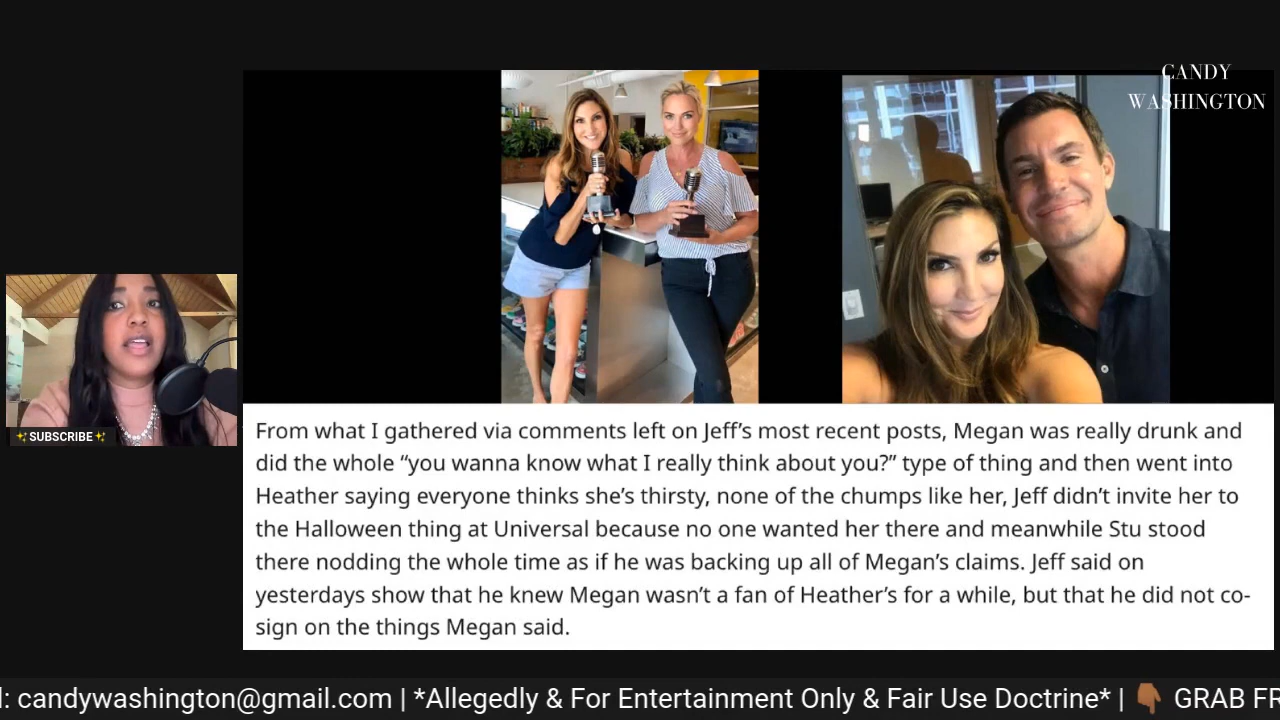 CANDY
WASHINGTON
✨SUBSCRIBE✨
From what I gathered via comments left on Jeff’s most recent posts, Megan was really drunk and
did the whole “you wanna know what I really think about you?” type of thing and then went into
Heather saying everyone thinks she’s thirsty, none of the chumps like her, Jeff didn’t invite her to
the Halloween thing at Universal because no one wanted her there and meanwhile Stu stood
there nodding the whole time as if he was backing up all of Megan’s claims. Jeff said on
yesterdays show that he knew Megan wasn’t a fan of Heather’s for a while, but that he did not co-
sign on the things Megan said.
: candywashington@gmail.com | *Allegedly & For Entertainment Only & Fair Use Doctrine* | 👇🏾 GRAB